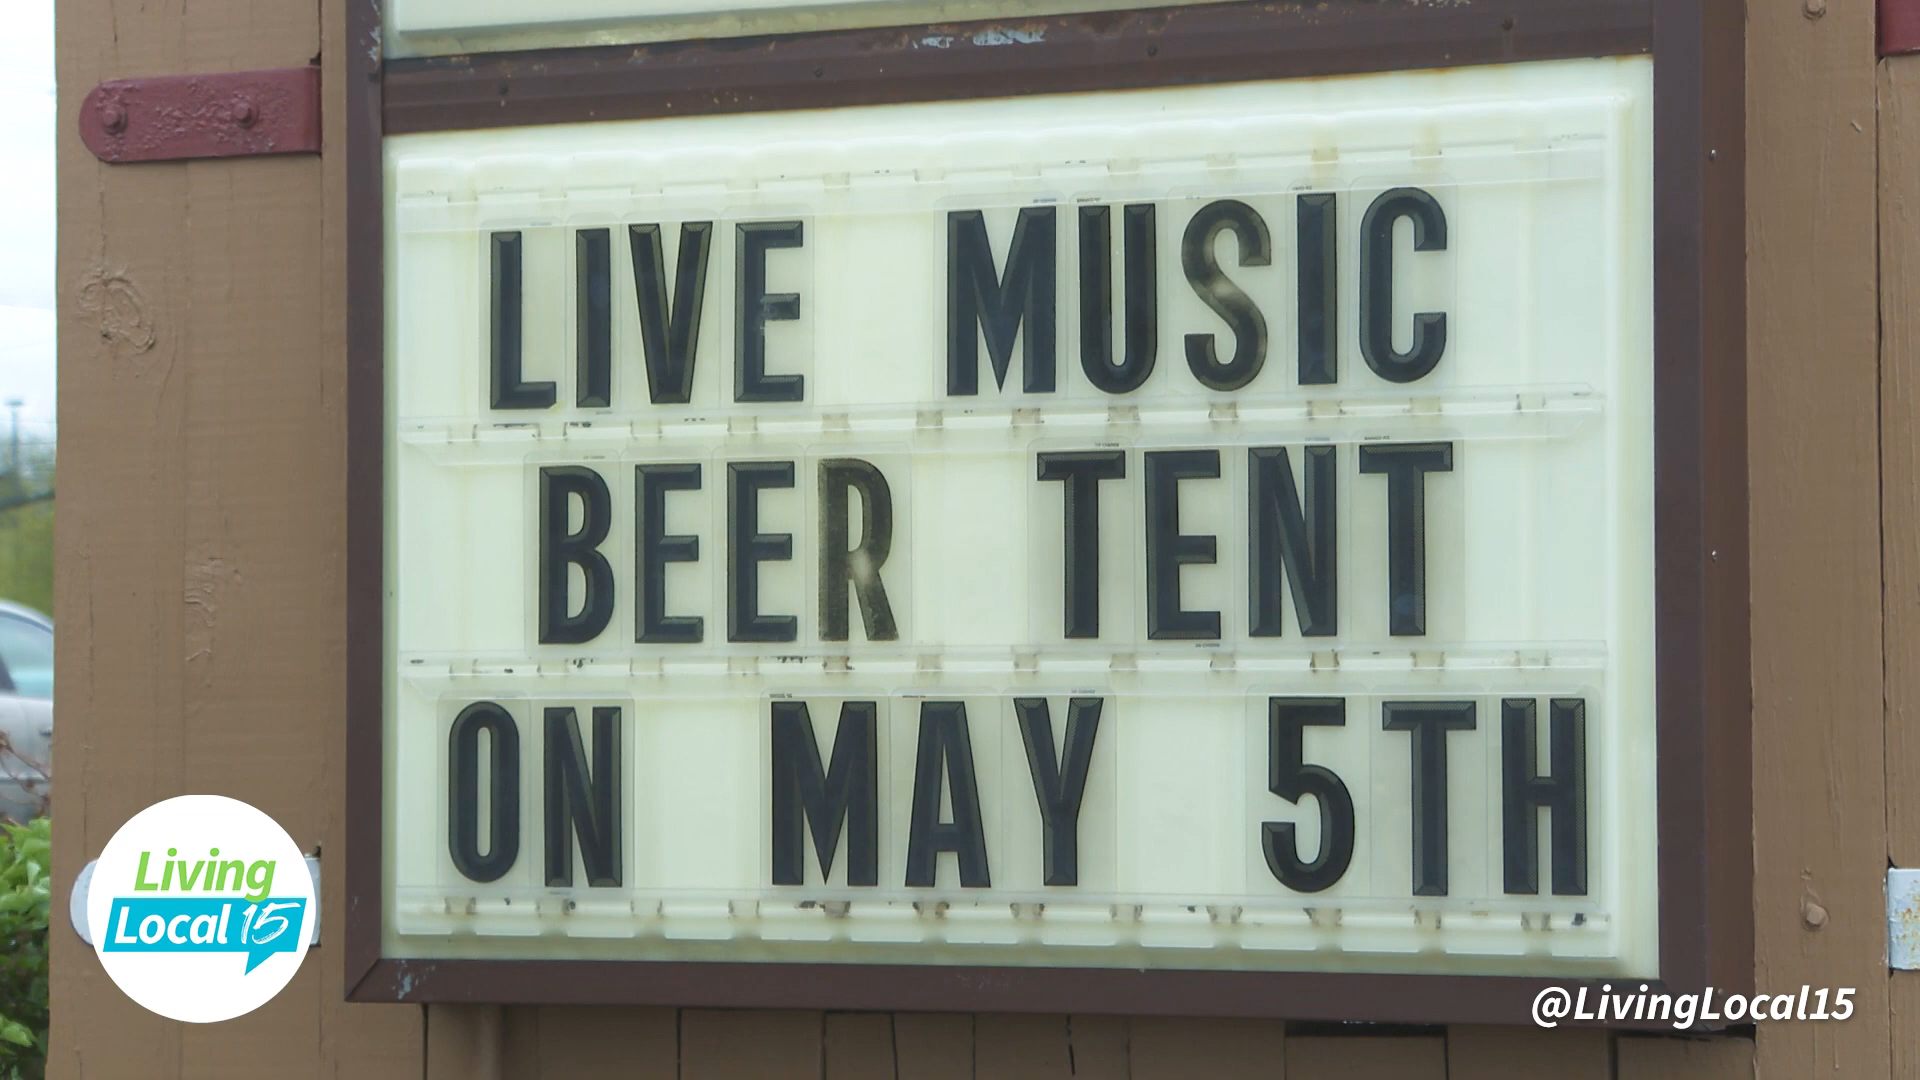 LIVE MUSIC
BEER TENT
ON MAY 5TH
Living
Local 15
@LivingLocal15